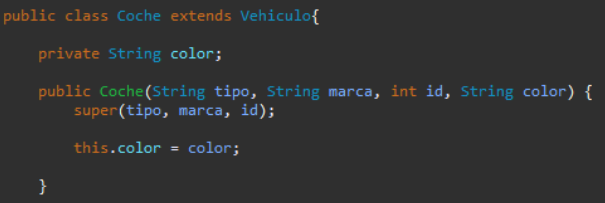 public class Coche extends Vehiculo{
private String color;
public Coche(String tipo, String marca, int id, String color) {
super(tipo, marca, id);
this.color = color;
}